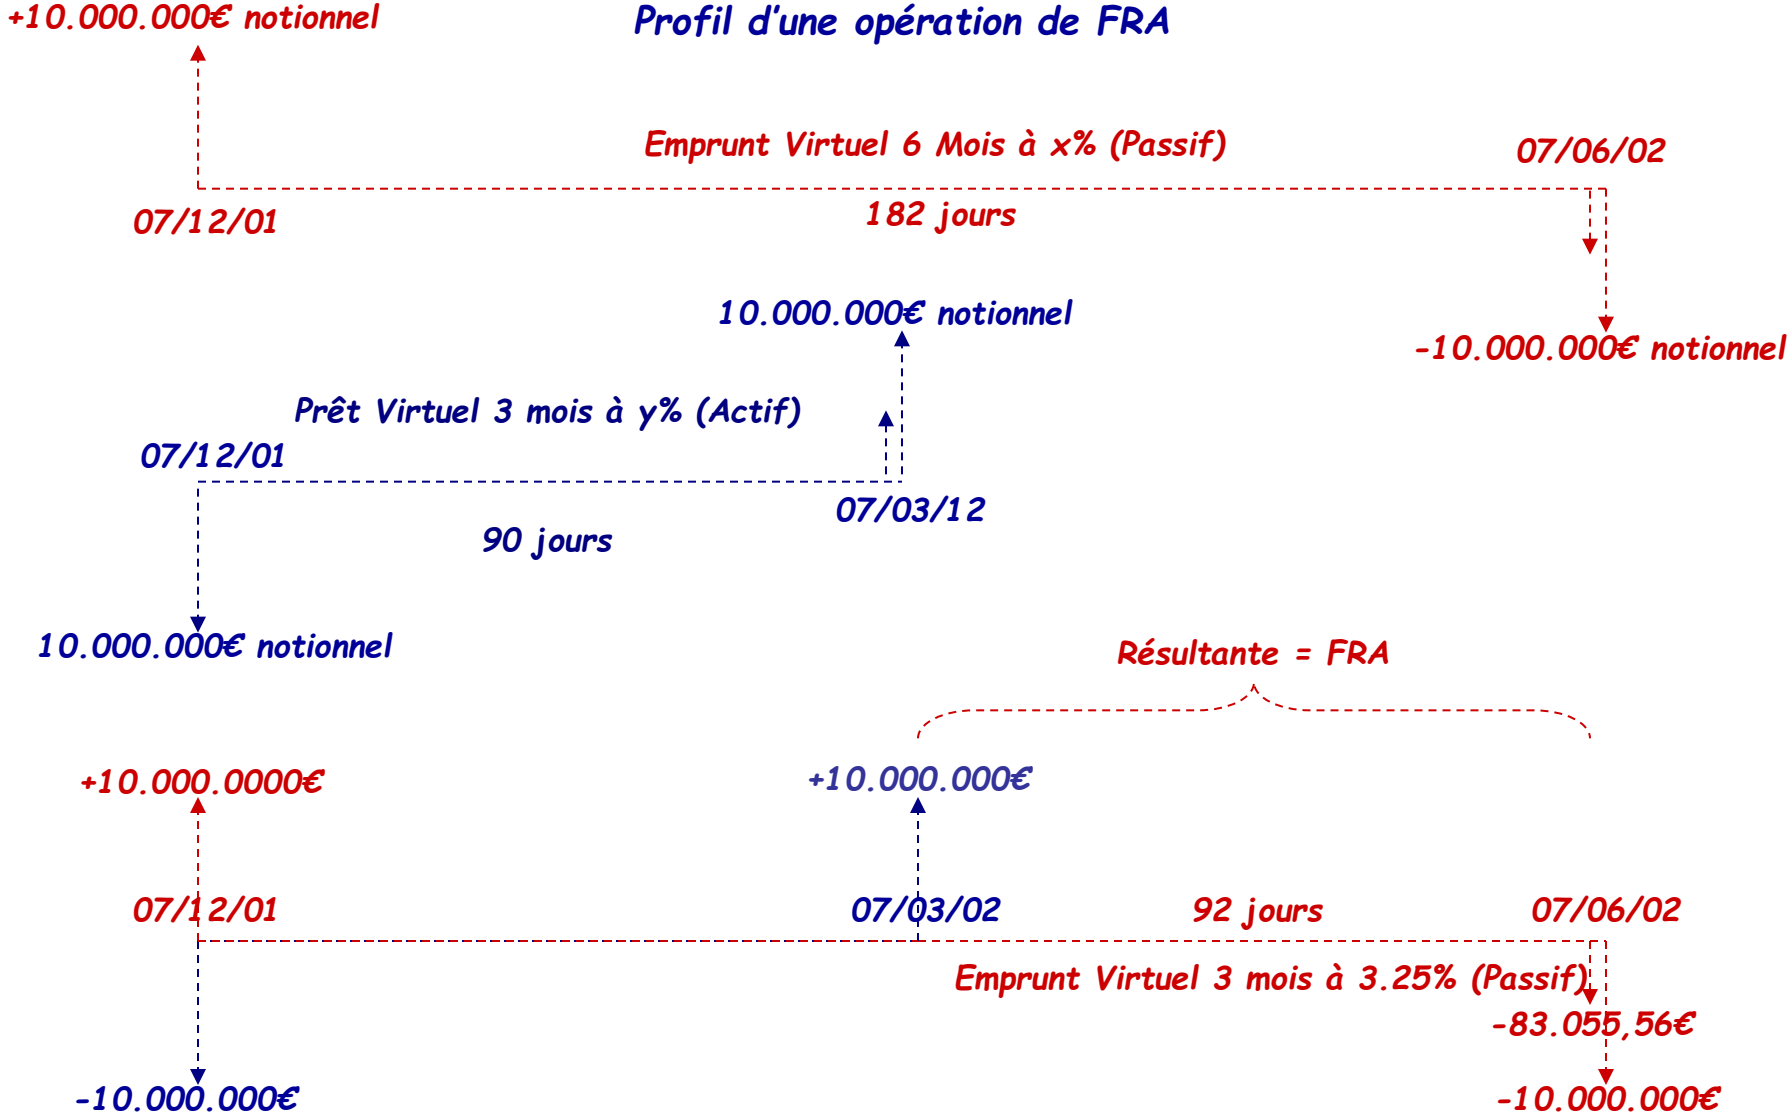 +10.000.000€ notionnel
Profil d'une opération de FRA
Emprunt Virtuel 6 Mois à x% (Passif)
07/06/02
07/12/01
182 jours
10.000.000€ notionnel
-10.000.000€ notionnel
Prêt Virtuel 3 mois à y% (Actif)
07/12/01
07/03/12
90 jours
10.000.000€ notionnel
Résultante = FRA
+10.000.0000€
+10.000.000€
07/12/01
07/03/02
92 jours
07/06/02
Emprunt Virtuel 3 mois à 3.25% (Passif)
-83.055,56€
-10.000.000€
-10.000.000€